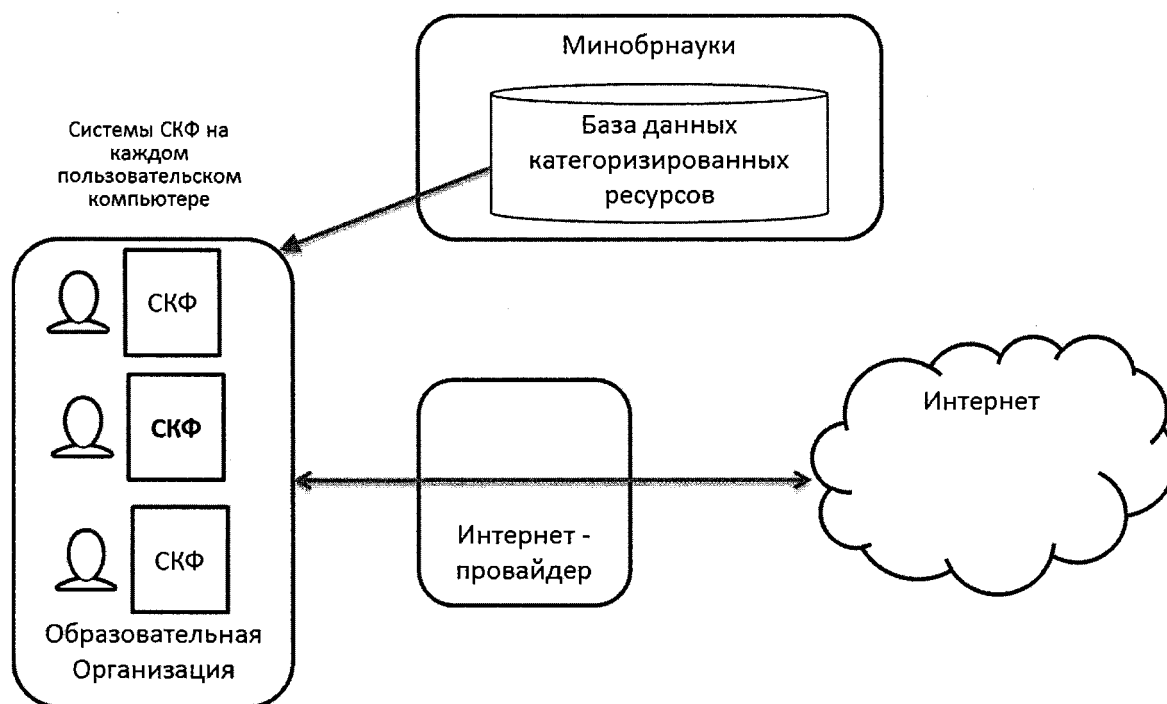 Минобрнауки
База данных
категоризированных
ресурсов
Системы СКФ на
каждом
пользовательском
компьютере
СКФ
СКФ
СКФ
Образовательная
Организация
Интернет -
провайдер
Интернет